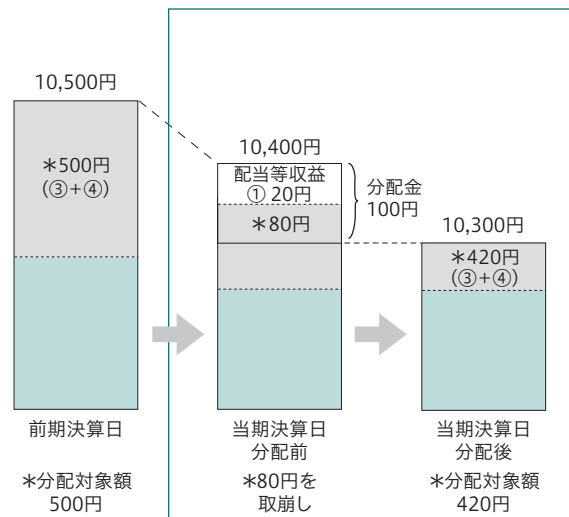 10,500円
＊500円
(③+④)
前期決算日
＊分配対象額
500円
10,400円
配当等収益
① 20円
＊80円
分配金
100円
当期決算日
分配前
＊80円を
取崩し
10,300円
＊420円
(③+④)
当期決算日
分配後
＊分配対象額
420円